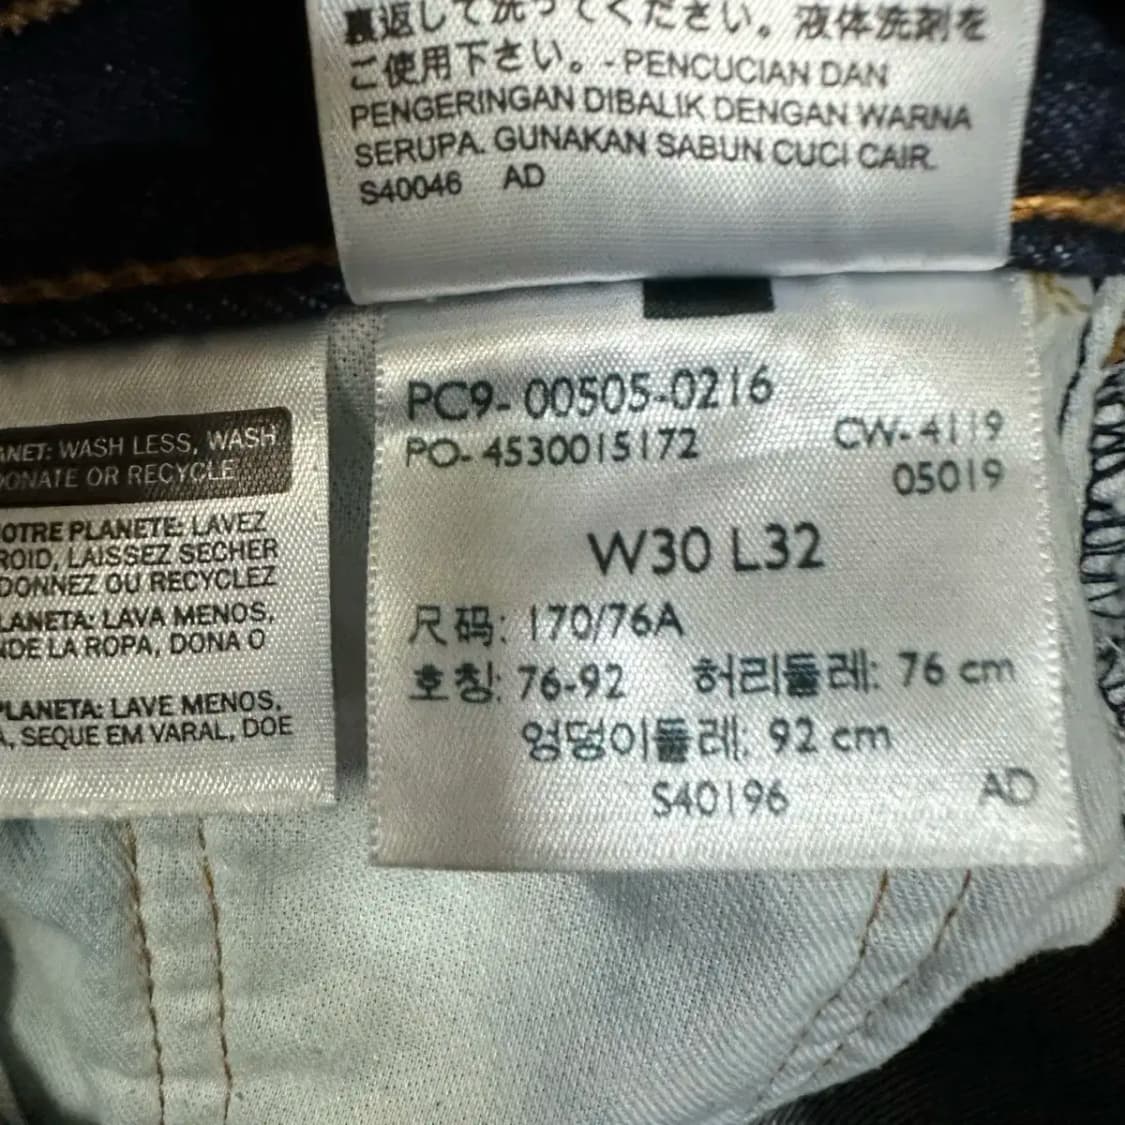 裏返して洗ってください。液体洗剤を
ご使用下さい。-PENCUCIAN DAN
PENGERINGAN DIBALIK DENGAN WARNA
SERUPA. GUNAKAN SABUN CUCI CAIR.
S40046 AD
ANET: WASH LESS, WASH
DONATE OR RECYCLE
OTRE PLANETE: LAVEZ
ROID, LAISSEZ SECHER
DONNEZ OU RECYCLEZ
LANETA: LAVA MENOS,
NDE LA ROPA, DONA O
PLANETA: LAVE MENOS,
A, SEQUE EM VARAL, DOE
PC9-00505-0216
PO-4530015172
CW-4119
05019
W30 L32
尺码: 170/76A
호칭: 76-92 허리둘레: 76 cm
엉덩이둘레: 92 cm
S40196 AD